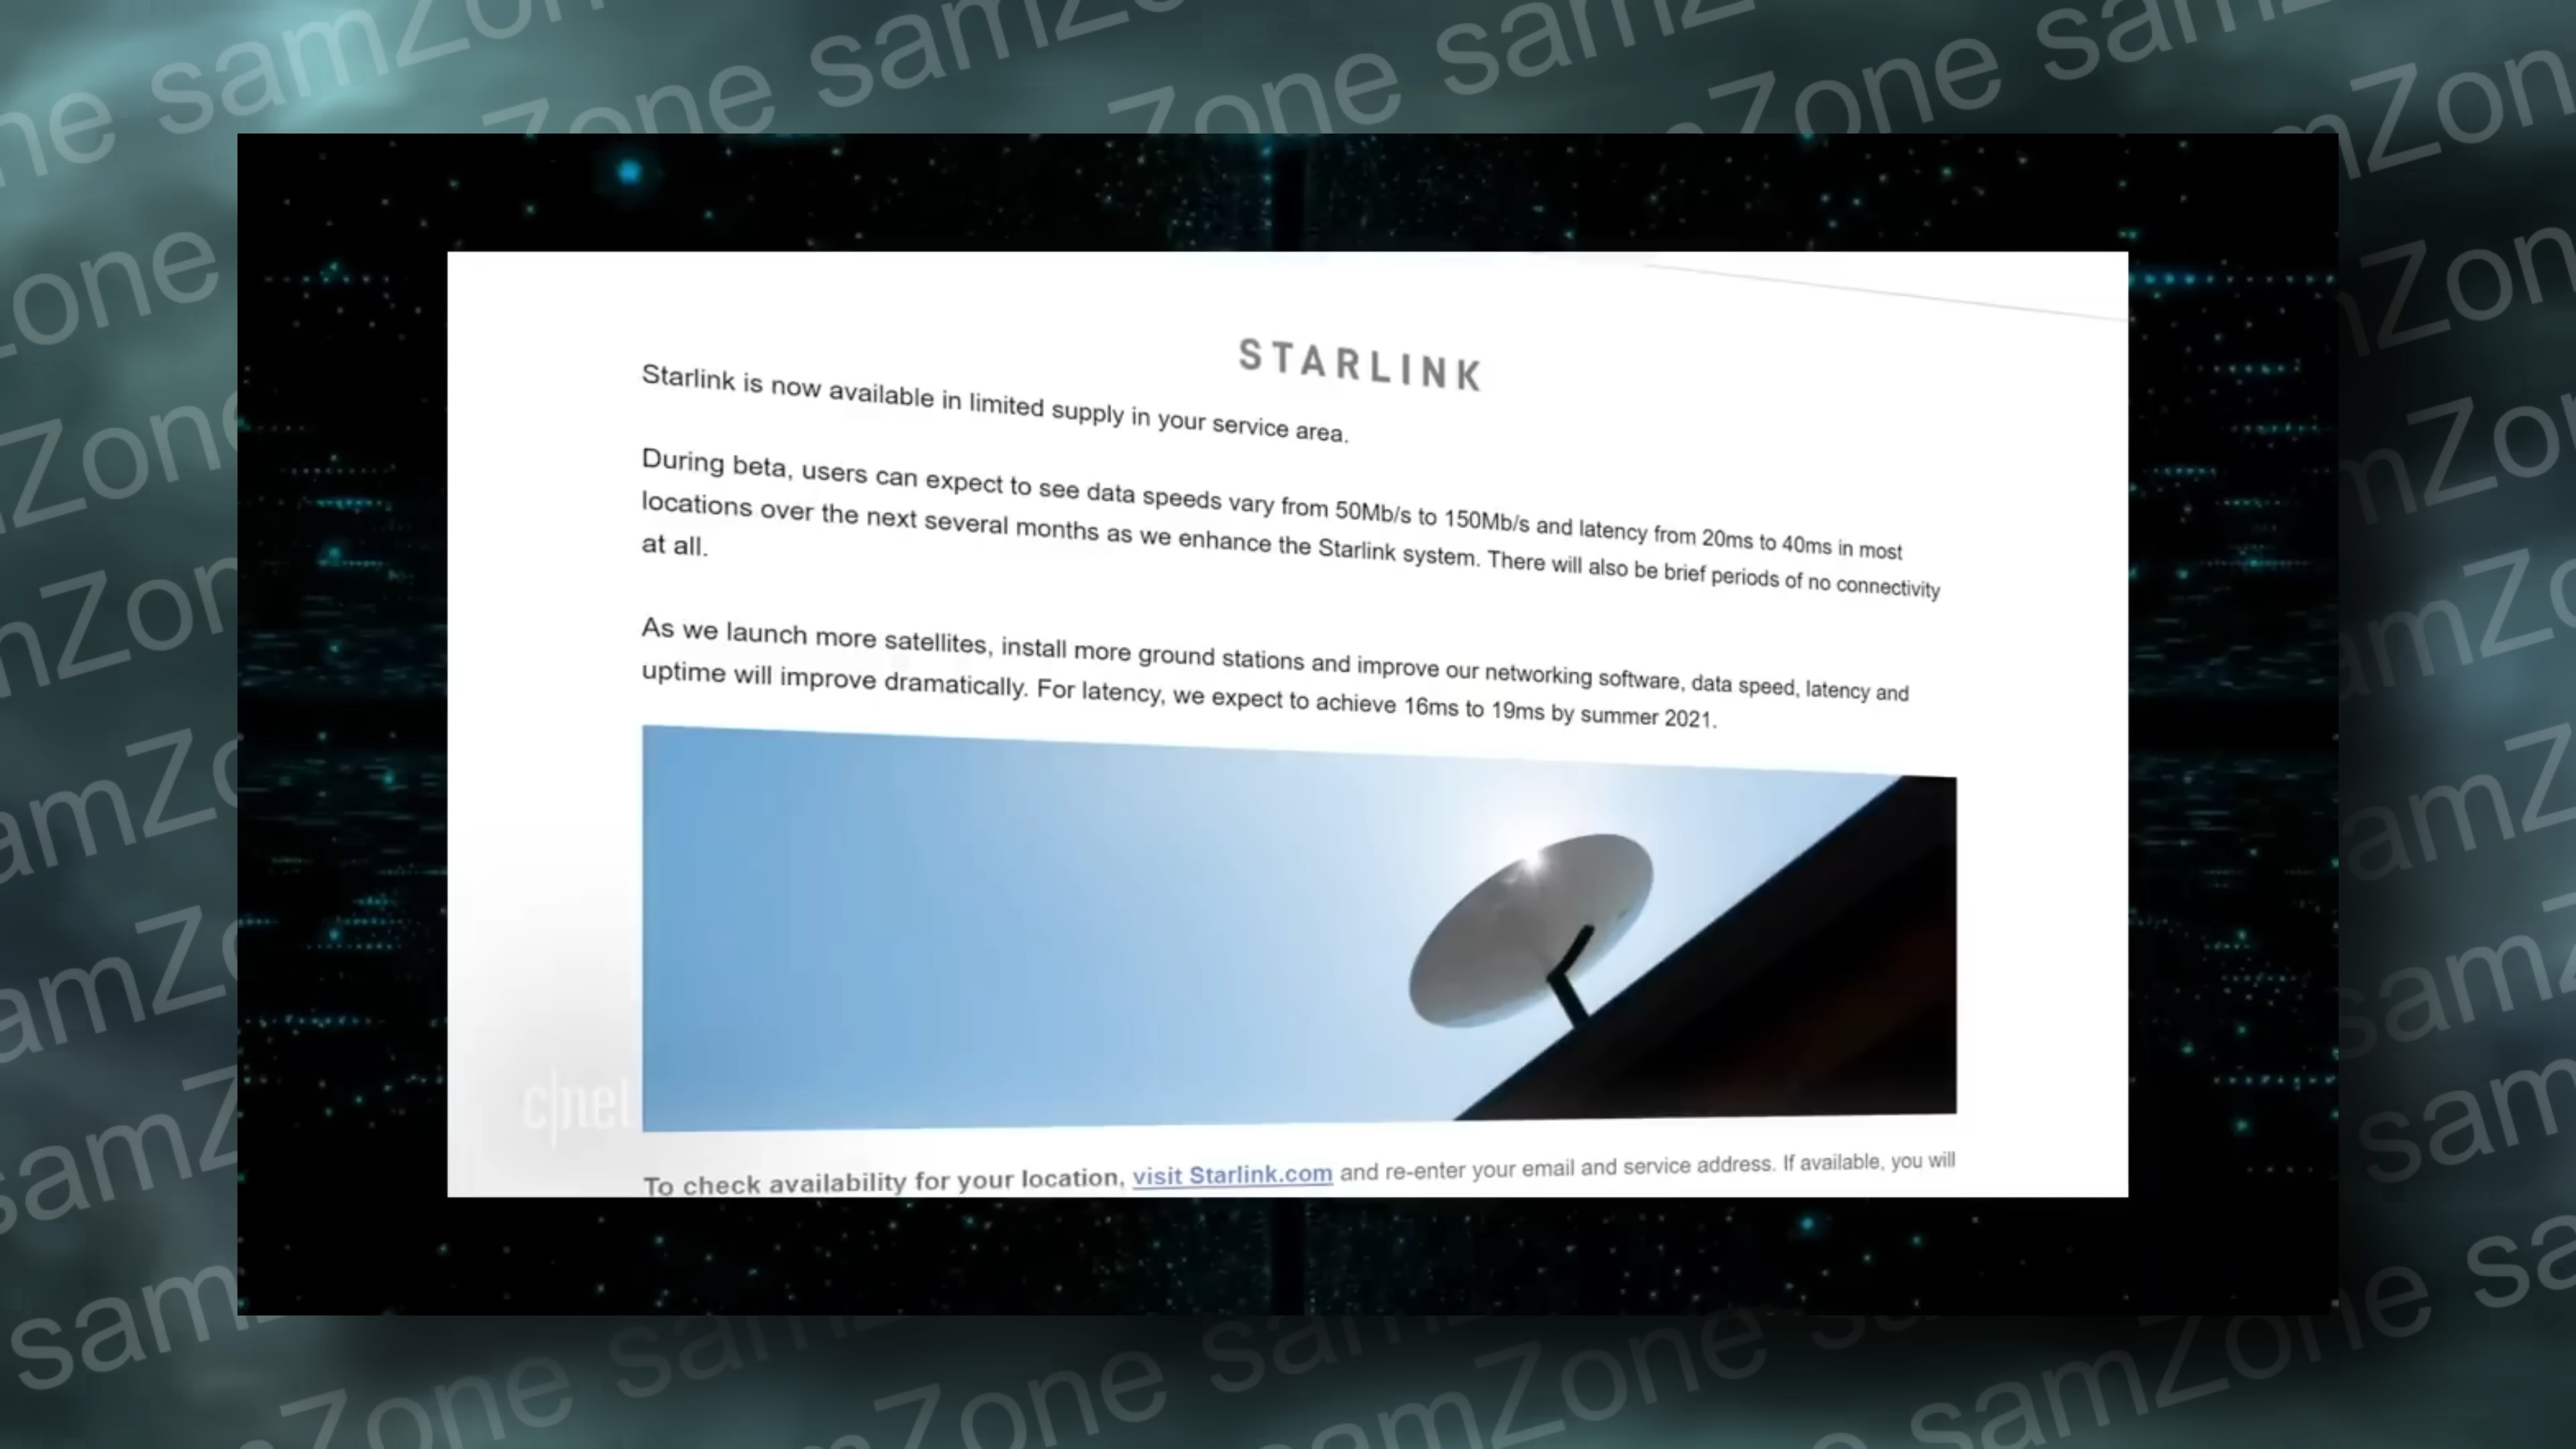 STARLINK
Starlink is now available in limited supply in your service area.
During beta, users can expect to see data speeds vary from 50Mb/s to 150Mb/s and latency from 20ms to 40ms in most
locations over the next several months as we enhance the Starlink system. There will also be brief periods of no connectivity
at all.
As we launch more satellites, install more ground stations and improve our networking software, data speed, latency and
uptime will improve dramatically. For latency, we expect to achieve 16ms to 19ms by summer 2021.
c|net
To check availability for your location, visit Starlink.com and re-enter your email and service address. If available, you will
samZone samZone samZone samZone